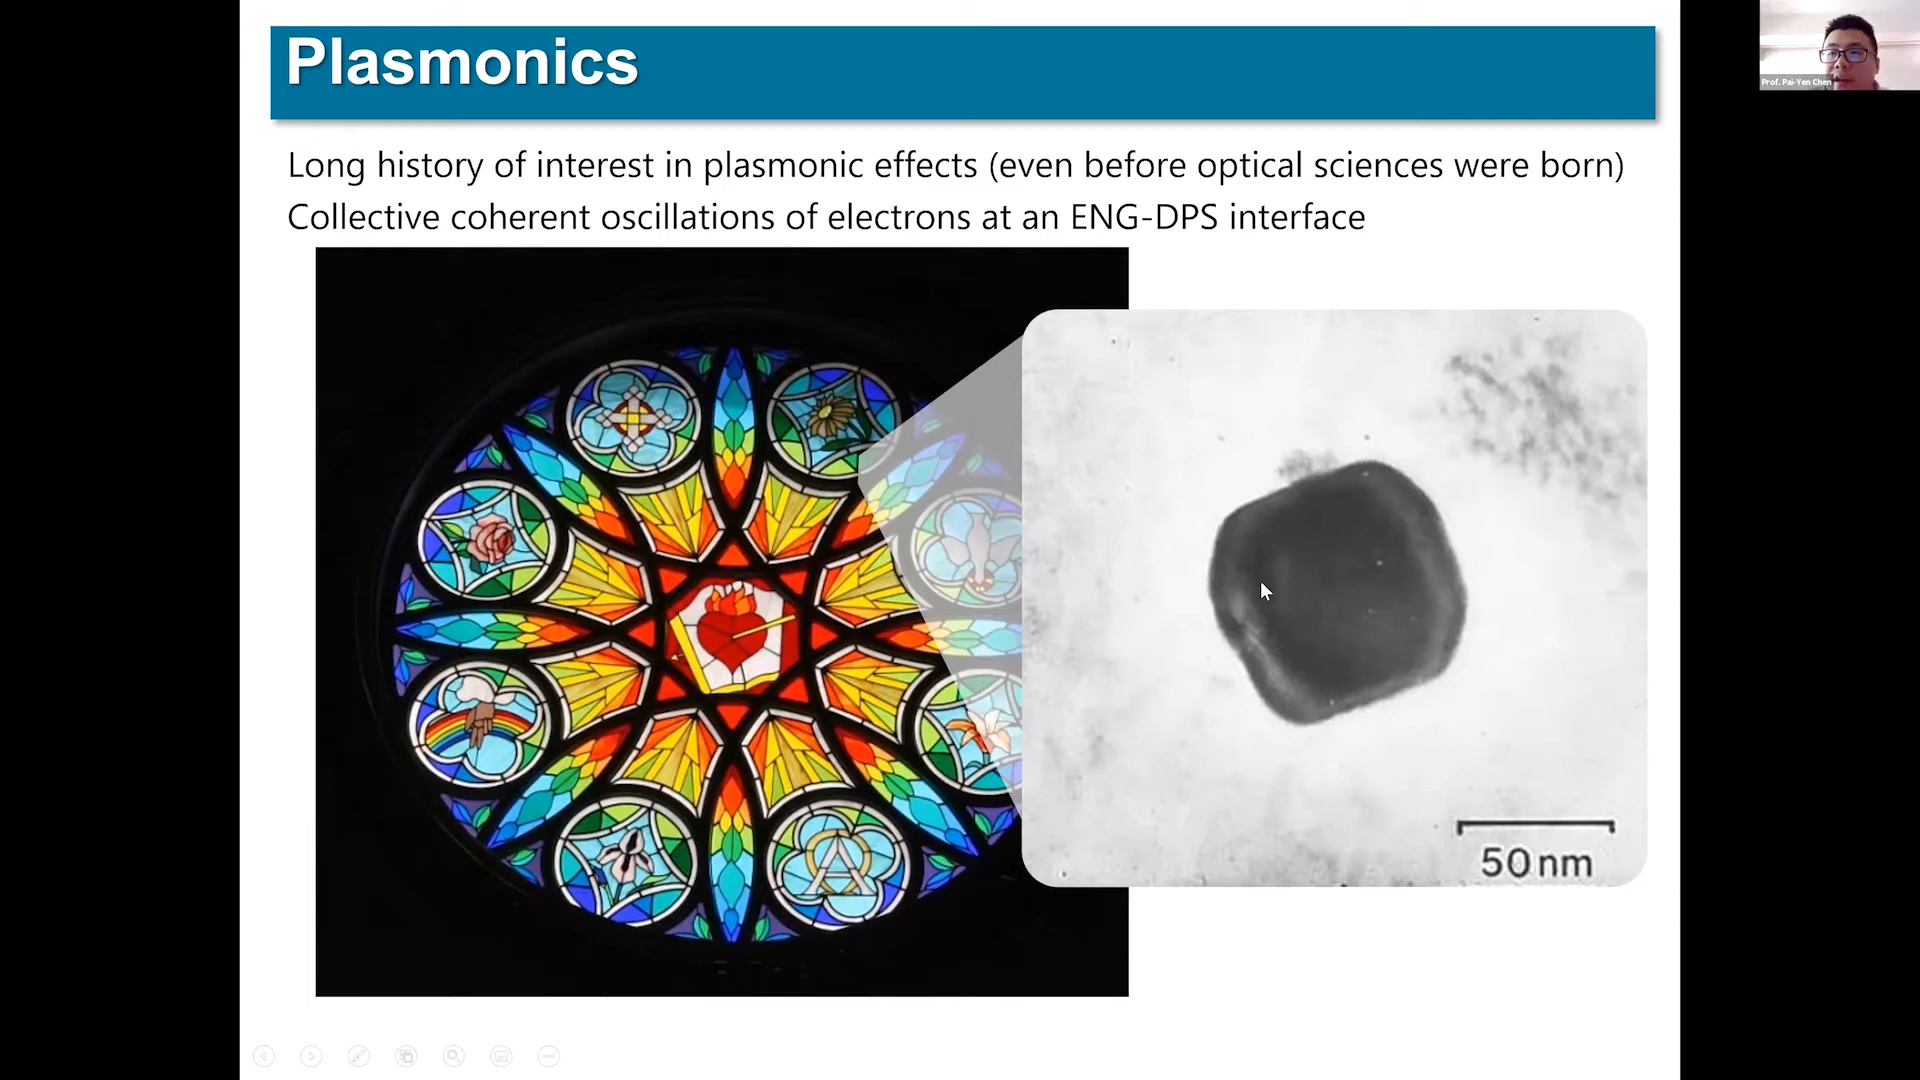 Plasmonics
Prof. Pai-Yen Chen
Long history of interest in plasmonic effects (even before optical sciences were born)
Collective coherent oscillations of electrons at an ENG-DPS interface
A
50 nm